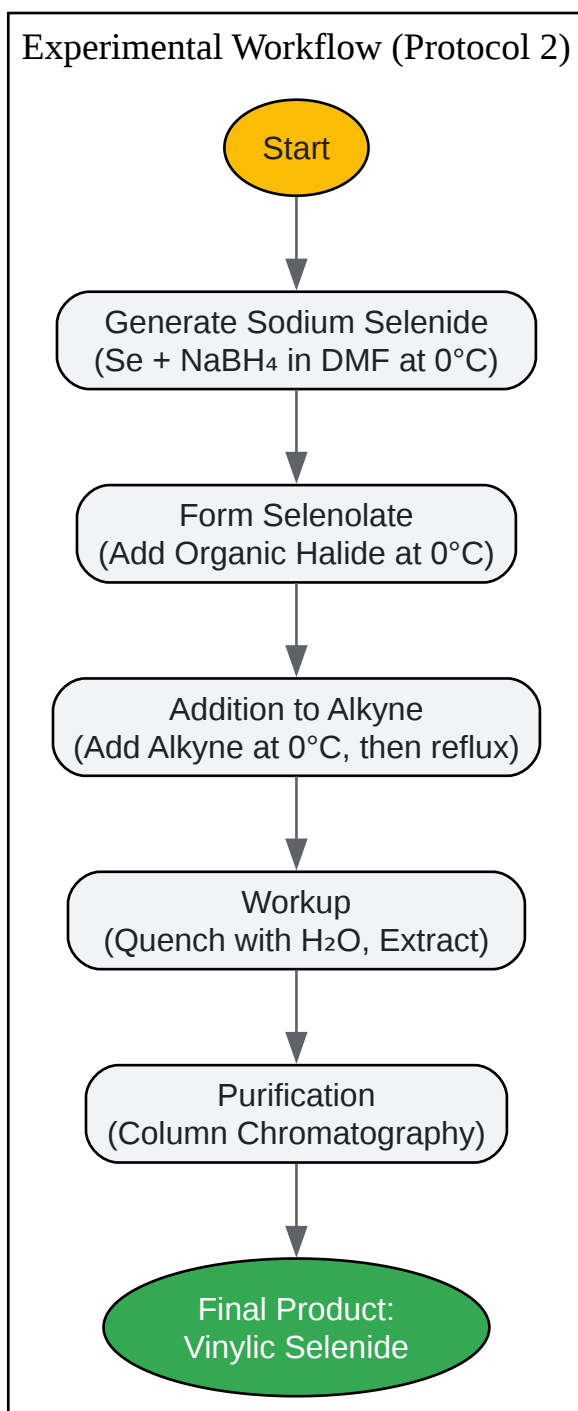 Experimental Workflow (Protocol 2)
Start
Generate Sodium Selenide
(Se + NaBH₄ in DMF at 0°C)
Form Selenolate
(Add Organic Halide at 0°C)
Addition to Alkyne
(Add Alkyne at 0°C, then reflux)
Workup
(Quench with H₂O, Extract)
Purification
(Column Chromatography)
Final Product:
Vinylic Selenide